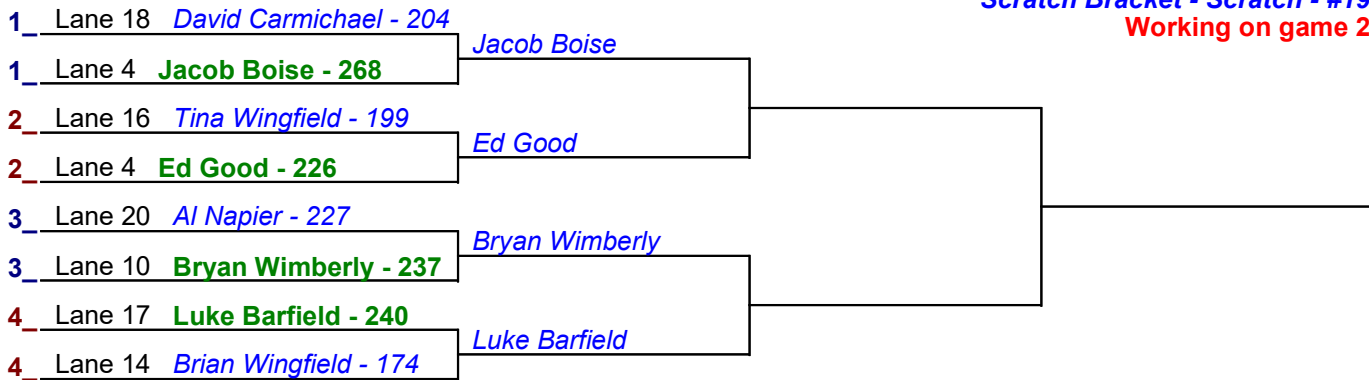 Scratch Bracket - Scratch - #19
Working on game 2
1_ Lane 18 David Carmichael - 204
Jacob Boise
1_ Lane 4 Jacob Boise - 268
2_ Lane 16 Tina Wingfield - 199
Ed Good
2_ Lane 4 Ed Good - 226
3_ Lane 20 Al Napier - 227
Bryan Wimberly
3_ Lane 10 Bryan Wimberly - 237
4_ Lane 17 Luke Barfield - 240
Luke Barfield
4_ Lane 14 Brian Wingfield - 174